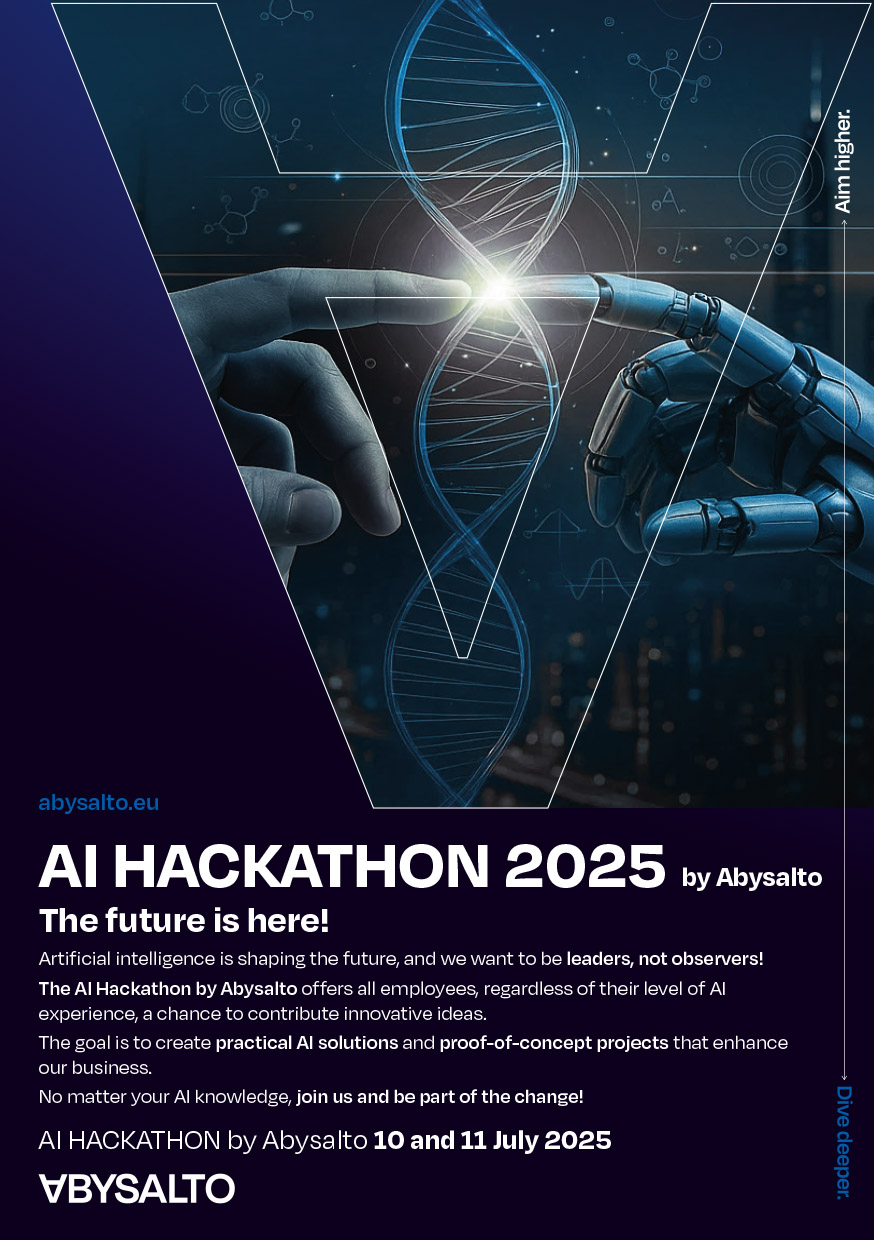 Aim higher.
abysalto.eu
AI HACKATHON 2025 by Abysalto
The future is here!
Artificial intelligence is shaping the future, and we want to be leaders, not observers!
The AI Hackathon by Abysalto offers all employees, regardless of their level of AI
experience, a chance to contribute innovative ideas.
The goal is to create practical AI solutions and proof-of-concept projects that enhance
our business.
No matter your AI knowledge, join us and be part of the change!
AI HACKATHON by Abysalto 10 and 11 July 2025
Dive deeper.
ABYSALTO